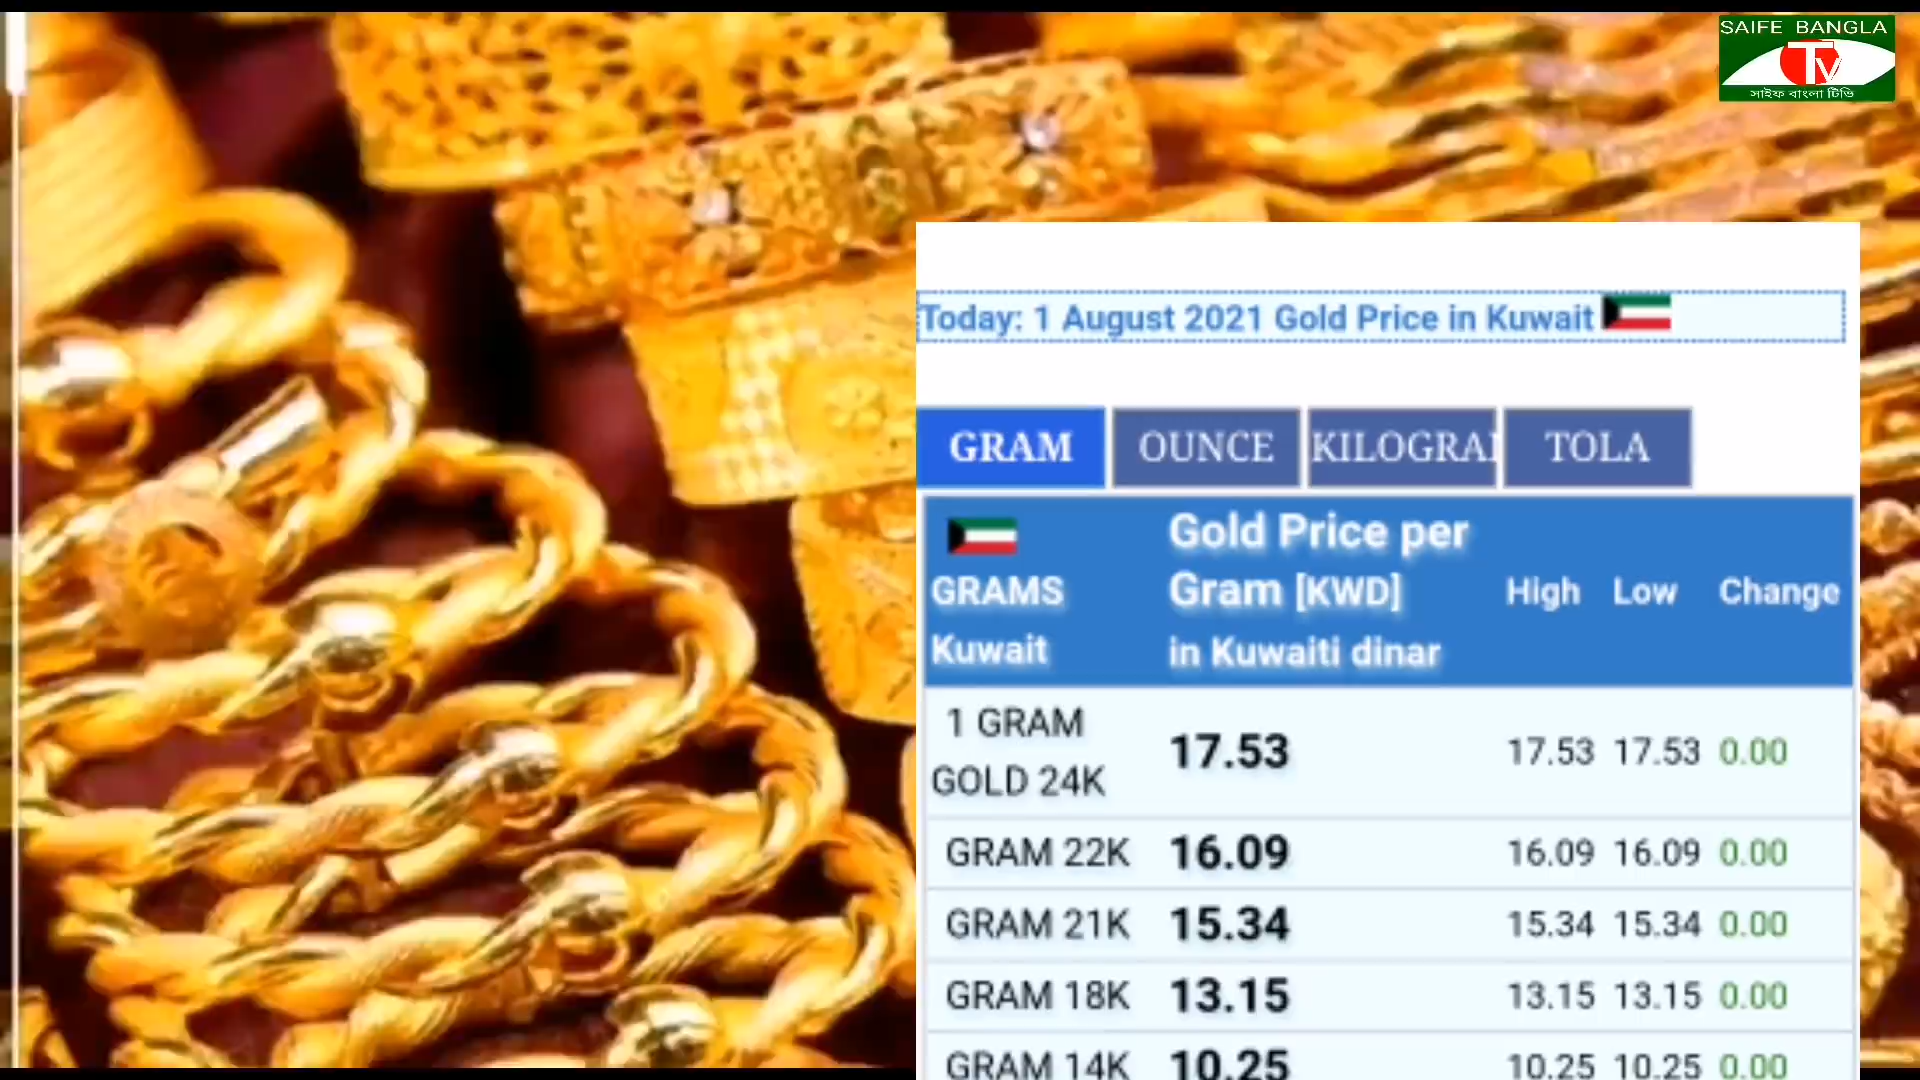 SAIFE BANGLA
TV
সাইফ বাংলা টিভি
Today: 1 August 2021 Gold Price in Kuwait
GRAM OUNCE KILOGRA TOLA
GRAMS Kuwait
Gold Price per
Gram [KWD]
in Kuwaiti dinar
High Low Change
1 GRAM
GOLD 24K 17.53 17.53 17.53 0.00
GRAM 22K 16.09 16.09 16.09 0.00
GRAM 21K 15.34 15.34 15.34 0.00
GRAM 18K 13.15 13.15 13.15 0.00
GRAM 14K 10.25 10.25 10.25 0.00